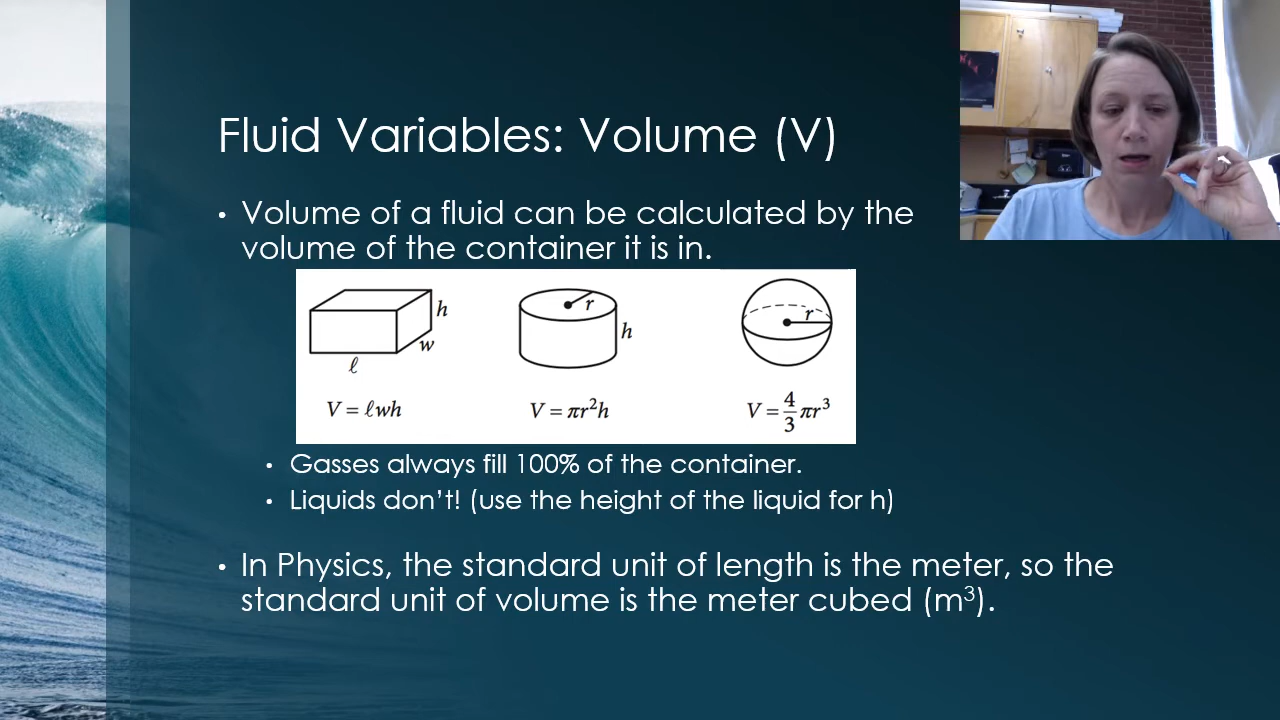 Fluid Variables: Volume (V)
• Volume of a fluid can be calculated by the
volume of the container it is in.
r
h
w
ℓ
h
r
V = ℓwh
V = πr²h
V = 4/3 πr³
• Gasses always fill 100% of the container.
• Liquids don't! (use the height of the liquid for h)
• In Physics, the standard unit of length is the meter, so the
standard unit of volume is the meter cubed (m³).